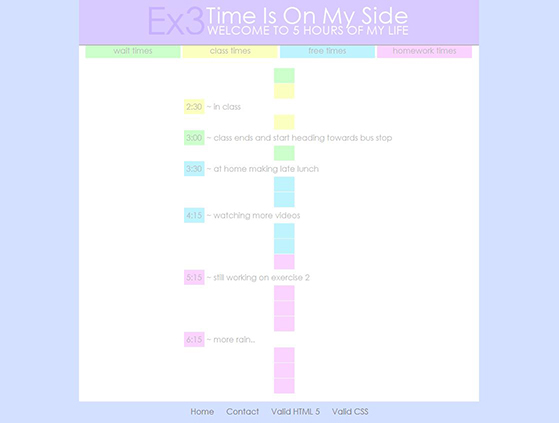 Ex3 Time Is On My Side
WELCOME TO 5 HOURS OF MY LIFE
wait times class times free times homework times
2:30 ~ in class
3:00 ~ class ends and start heading towards bus stop
3:30 ~ at home making late lunch
4:15 ~ watching more videos
5:15 ~ still working on exercise 2
6:15 ~ more rain...
Home Contact Valid HTML 5 Valid CSS